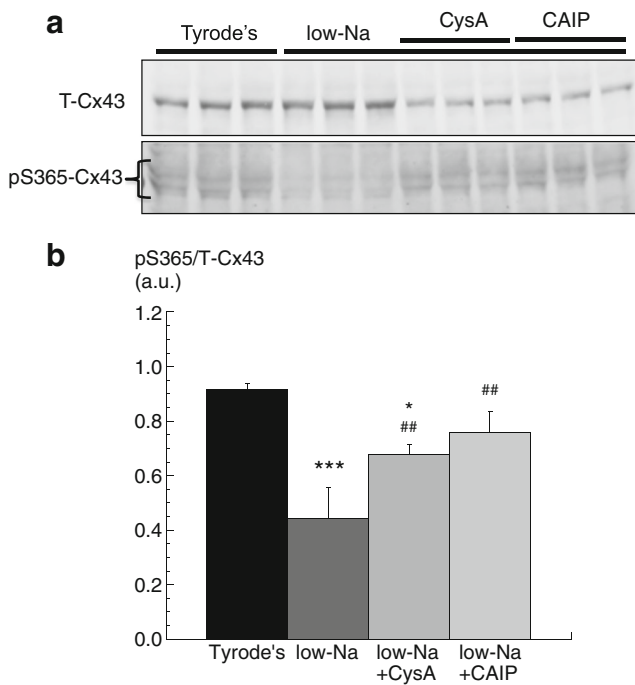 a
Tyrode's low-Na CysA CAIP
T-Cx43
pS365-Cx43
b
pS365/T-Cx43
(a.u.)
1.2
1.0
0.8
0.6
0.4
0.2
0.0
***
*
##
##
Tyrode's low-Na low-Na +CysA low-Na +CAIP